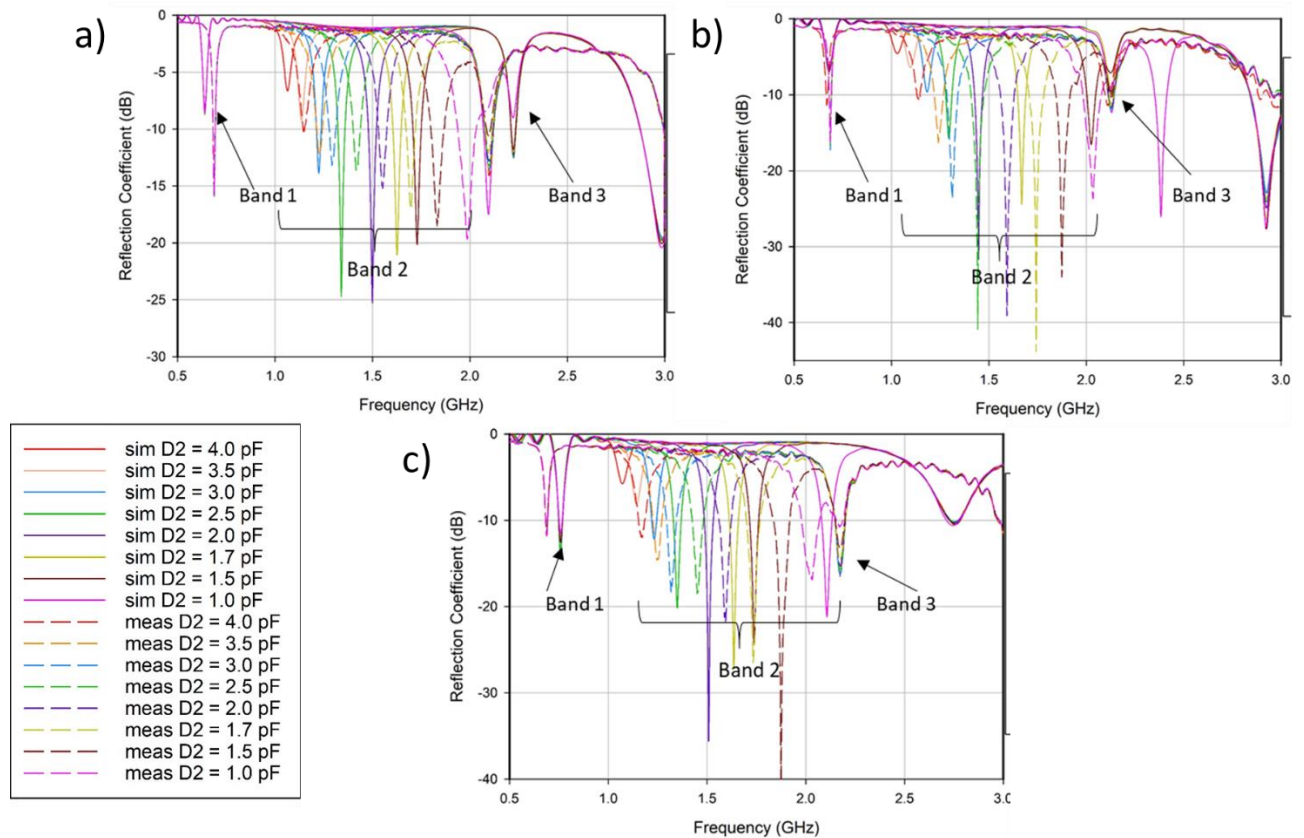 a)
0
-5
-10
-15
-20
-25
-30
Reflection Coefficient (dB)
0.5
1.0
1.5
2.0
2.5
3.0
Frequency (GHz)
Band 1
Band 2
Band 3
b)
0
-10
-20
-30
-40
Reflection Coefficient (dB)
0.5
1.0
1.5
2.0
2.5
3.0
Frequency (GHz)
Band 1
Band 2
Band 3
sim D2 = 4.0 pF
sim D2 = 3.5 pF
sim D2 = 3.0 pF
sim D2 = 2.5 pF
sim D2 = 2.0 pF
sim D2 = 1.7 pF
sim D2 = 1.5 pF
sim D2 = 1.0 pF
meas D2 = 4.0 pF
meas D2 = 3.5 pF
meas D2 = 3.0 pF
meas D2 = 2.5 pF
meas D2 = 2.0 pF
meas D2 = 1.7 pF
meas D2 = 1.5 pF
meas D2 = 1.0 pF
c)
0
-10
-20
-30
-40
Reflection Coefficient (dB)
0.5
1.0
1.5
2.0
2.5
3.0
Frequency (GHz)
Band 1
Band 2
Band 3